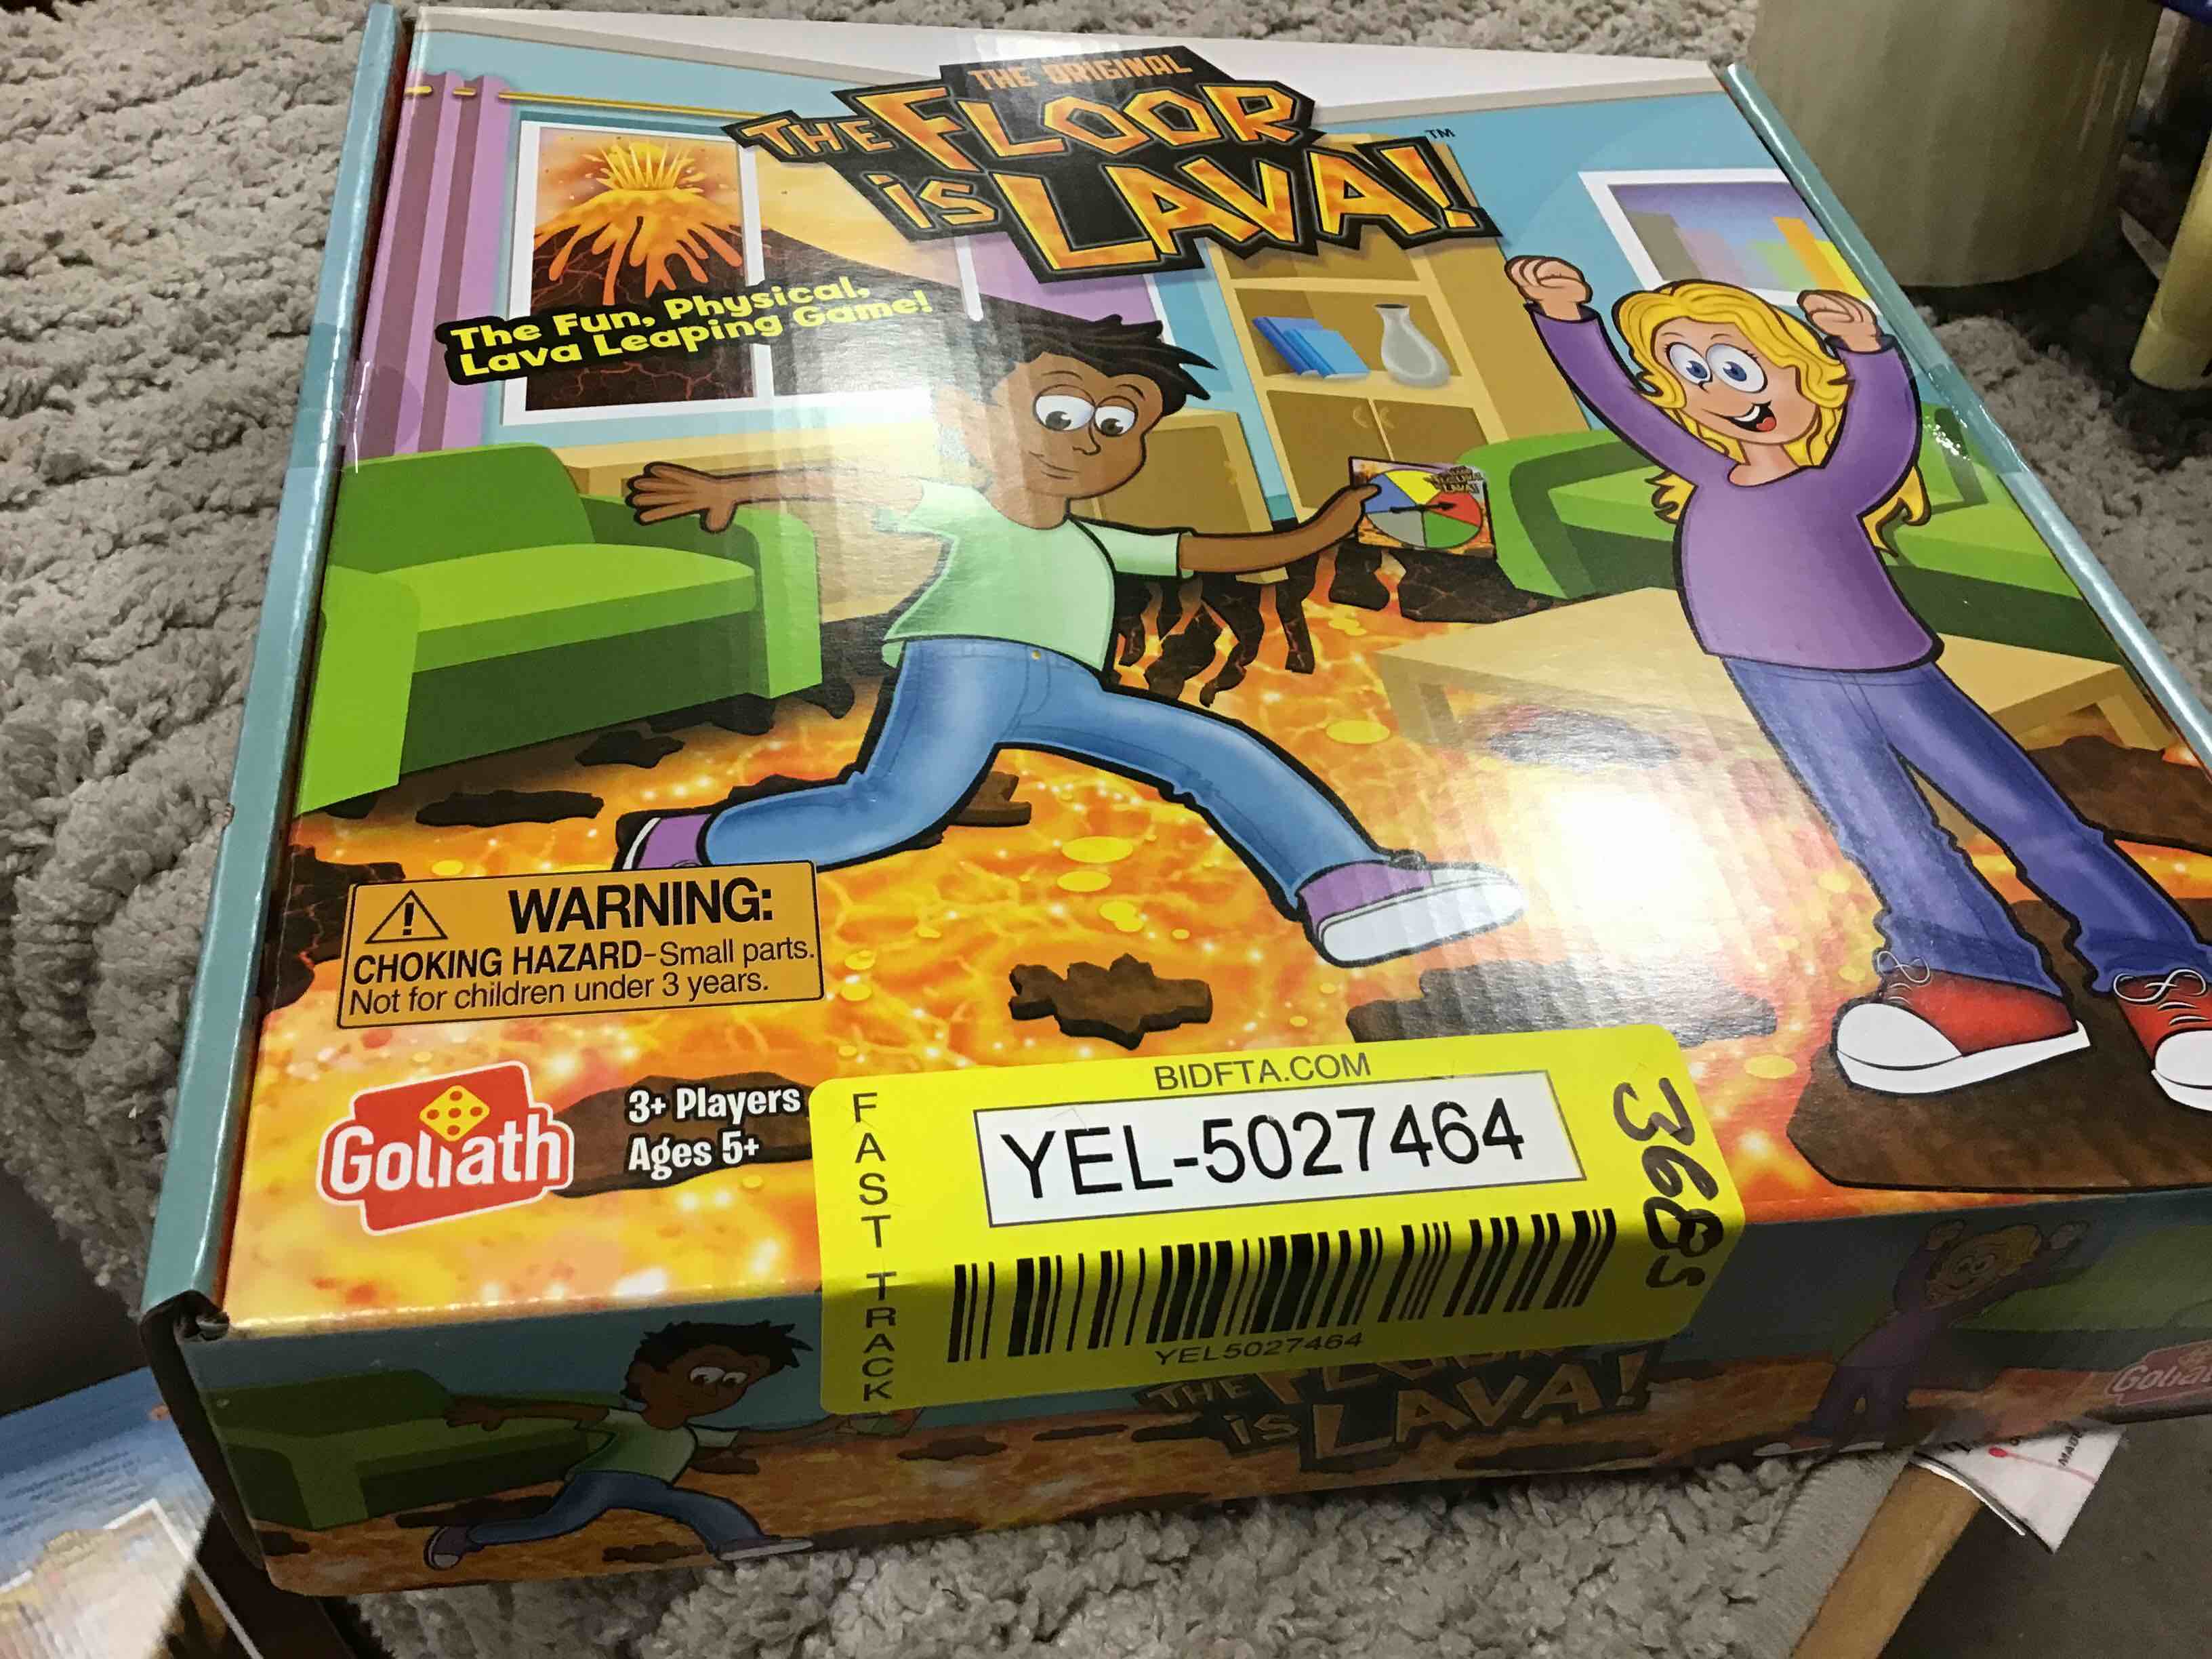 THE ORIGINAL
THE FLOOR
is LAVA!™
The Fun, Physical,
Lava Leaping Game!
WARNING:
CHOKING HAZARD-Small parts.
Not for children under 3 years.
Goliath
3+ Players
Ages 5+
FAST TRACK
BIDFTA.COM
YEL-5027464
YEL5027464
3685
THE FLOOR
is LAVA!
Goliath
MADE